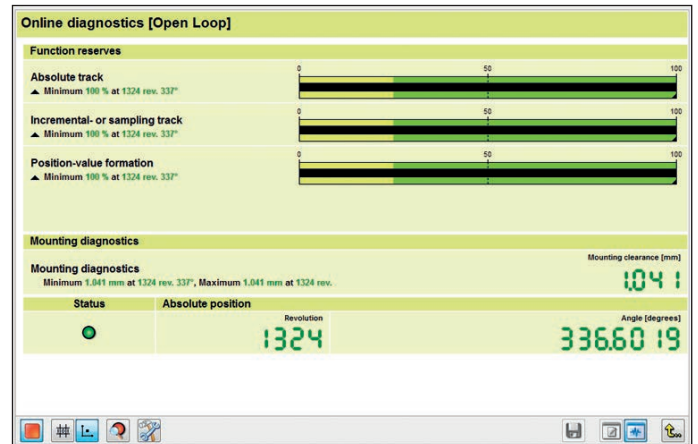 Online diagnostics [Open Loop]
Function reserves
Absolute track
0 50 100
Minimum 100 % at 1324 rev. 337°
Incremental- or sampling track
0 50 100
Minimum 100 % at 1324 rev. 337°
Position-value formation
0 50 100
Minimum 100 % at 1324 rev. 337°
Mounting diagnostics
Mounting clearance [mm]
Mounting diagnostics
Minimum 1.041 mm at 1324 rev. 337°, Maximum 1.041 mm at 1324 rev.
1.041
Status Absolute position
Revolution Angle [degrees]
1324 336.6019